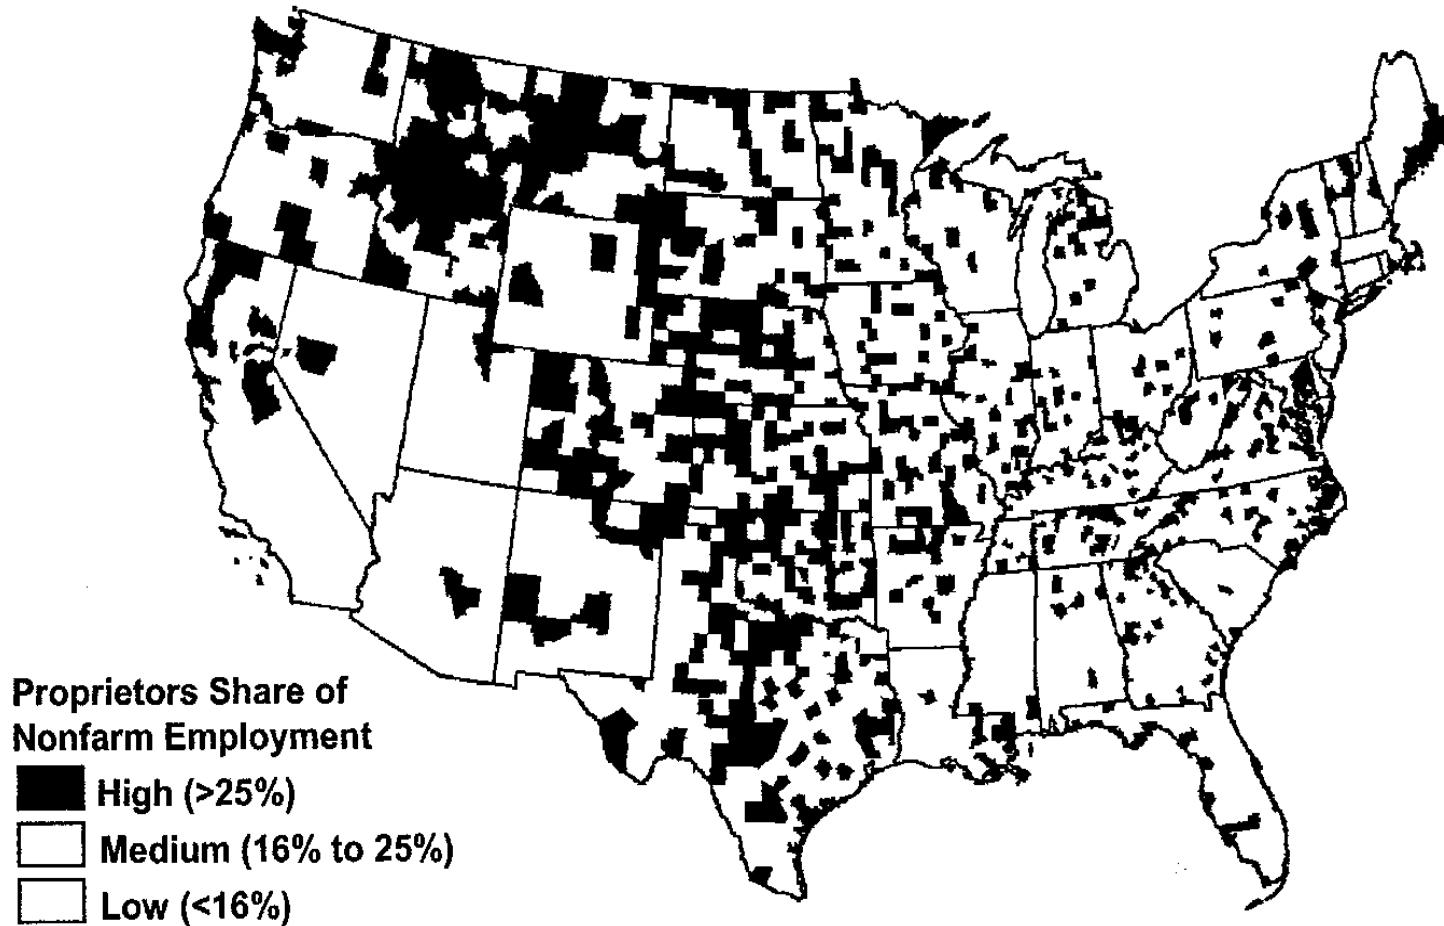 Proprietors Share of
Nonfarm Employment
High (>25%)
Medium (16% to 25%)
Low (<16%)